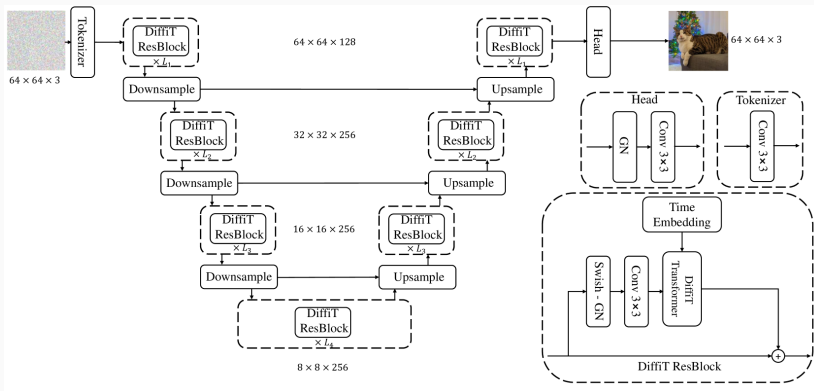 64 × 64 × 3
Tokenizer
DiffiT
ResBlock
× L₁
64 × 64 × 128
DiffiT
ResBlock
× L₁
Head
64 × 64 × 3
Downsample
Upsample
DiffiT
ResBlock
× L₂
32 × 32 × 256
DiffiT
ResBlock
× L₂
Downsample
Upsample
DiffiT
ResBlock
× L₃
16 × 16 × 256
DiffiT
ResBlock
× L₃
Downsample
Upsample
DiffiT
ResBlock
× L₄
8 × 8 × 256
Head
GN
Conv 3×3
Tokenizer
Conv 3×3
Time
Embedding
Swish - GN
Conv 3×3
DiffiT
Transformer
+
DiffiT ResBlock